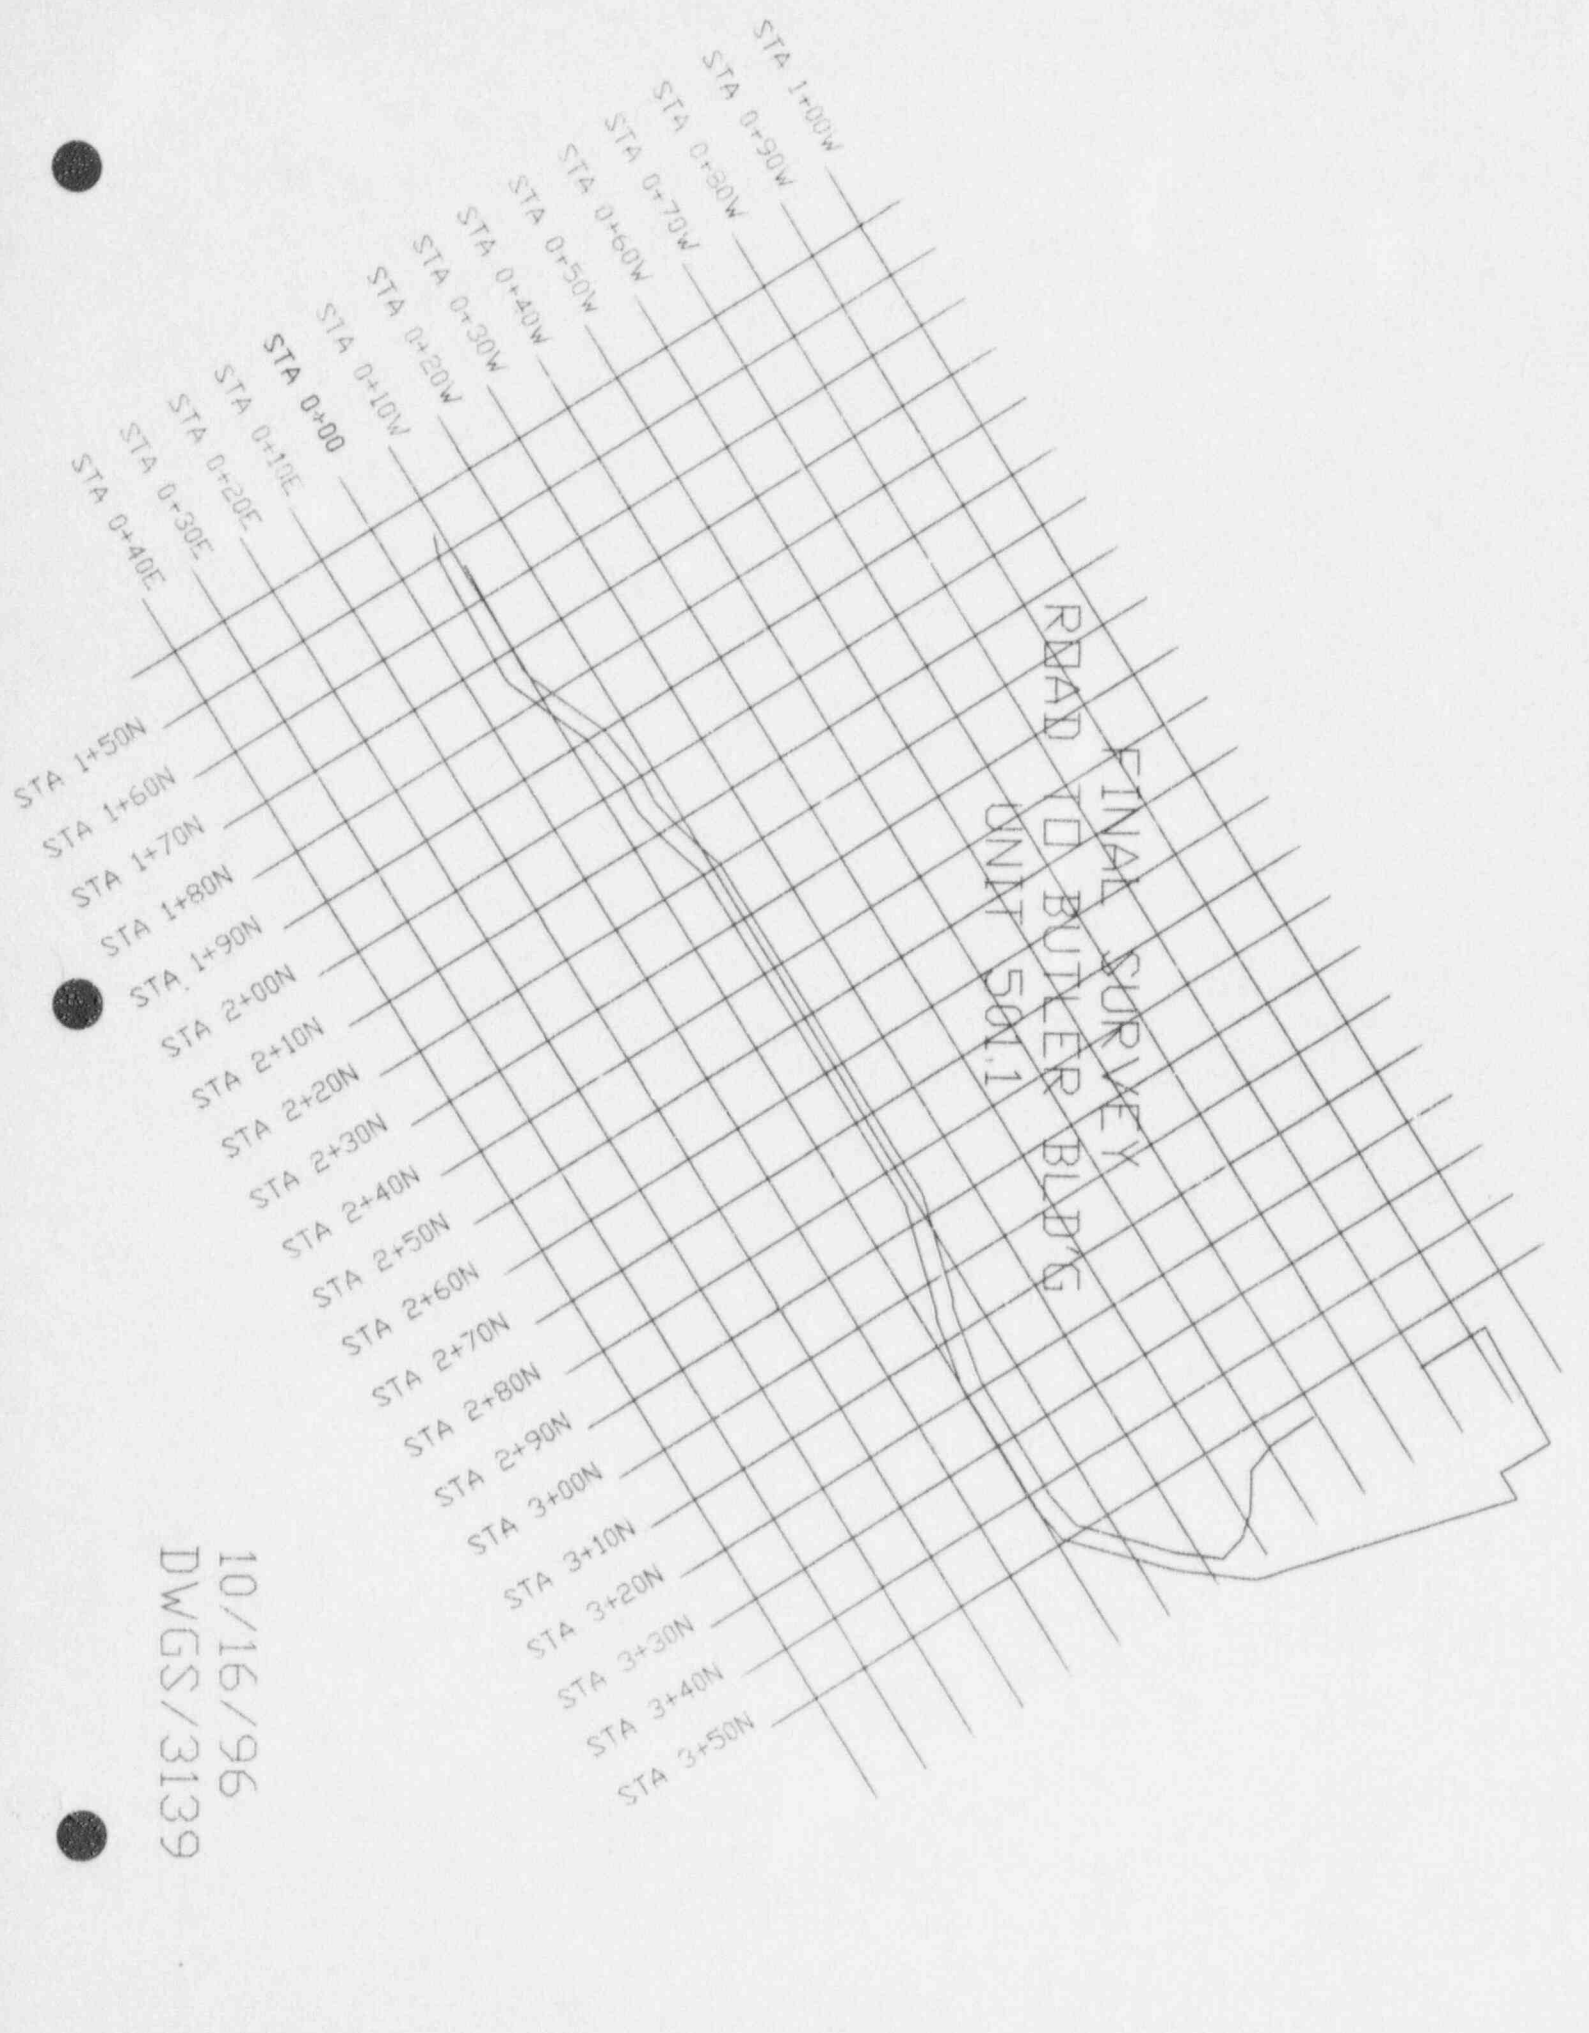 FINAL SURVEY
ROAD TO BUTLER BLD'G
UNIT 501.1
STA 1+00W
STA 0+90W
STA 0+80W
STA 0+70W
STA 0+60W
STA 0+50W
STA 0+40W
STA 0+30W
STA 0+20W
STA 0+10W
STA 0+00
STA 0+10E
STA 0+20E
STA 0+30E
STA 0+40E
STA 1+50N
STA 1+60N
STA 1+70N
STA 1+80N
STA 1+90N
STA 2+00N
STA 2+10N
STA 2+20N
STA 2+30N
STA 2+40N
STA 2+50N
STA 2+60N
STA 2+70N
STA 2+80N
STA 2+90N
STA 3+00N
STA 3+10N
STA 3+20N
STA 3+30N
STA 3+40N
STA 3+50N
10/16/96
DWGS/3139